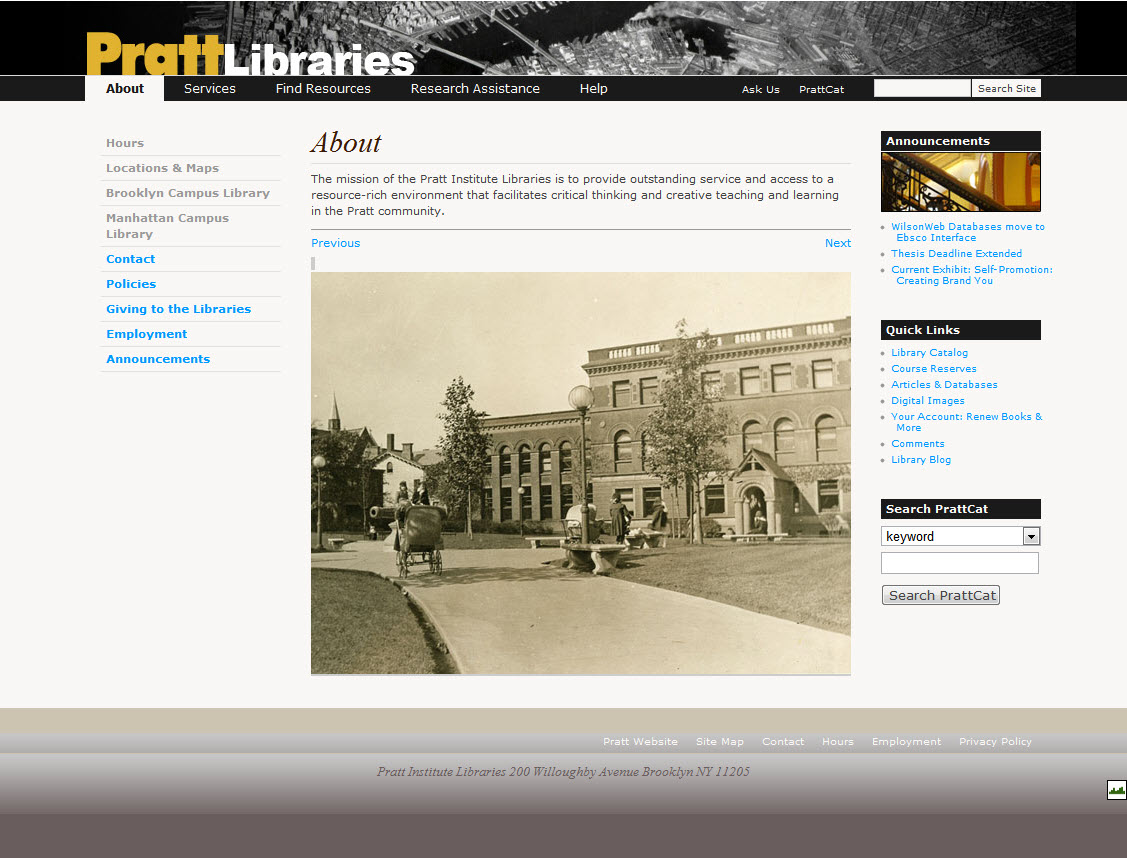 PrattLibraries
About Services Find Resources Research Assistance Help Ask Us PrattCat Search Site
Hours
Locations & Maps
Brooklyn Campus Library
Manhattan Campus
Library
Contact
Policies
Giving to the Libraries
Employment
Announcements
About
The mission of the Pratt Institute Libraries is to provide outstanding service and access to a
resource-rich environment that facilitates critical thinking and creative teaching and learning
in the Pratt community.
Previous Next
Announcements
WilsonWeb Databases move to
Ebsco Interface
Thesis Deadline Extended
Current Exhibit: Self-Promotion:
Creating Brand You
Quick Links
Library Catalog
Course Reserves
Articles & Databases
Digital Images
Your Account: Renew Books &
More
Comments
Library Blog
Search PrattCat
keyword
Search PrattCat
Pratt Website Site Map Contact Hours Employment Privacy Policy
Pratt Institute Libraries 200 Willoughby Avenue Brooklyn NY 11205